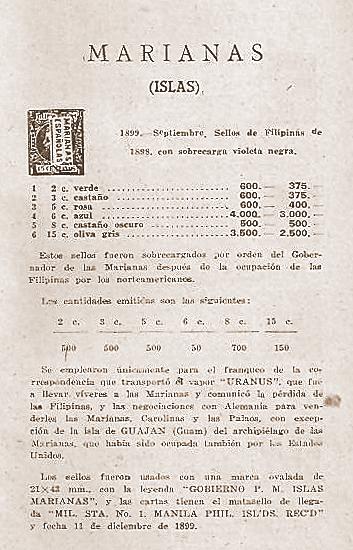 MARIANAS
(ISLAS)
MARIANAS
ESPAÑOLAS
1899. Septiembre. Sellos de Filipinas de
1898. con sobrecarga violeta negra.
1 2 c. verde ........................ 600.— 375.—
2 3 c. castaño ........................ 600.— 375.—
3 5 c. rosa ........................ 600.— 400.—
4 6 c. azul ........................ 4.000.— 3.000.—
5 8 c. castaño oscuro ........................ 500.— 500.—
6 15 c. oliva gris ........................ 3.500.— 2.500.—
Estos sellos fueron sobrecargados por orden del Gober-
nador de las Marianas después de la ocupación de las
Filipinas por los norteamericanos.
Les cantidades emitidas son las siguientes:
2 c. 3 c. 5 c. 6 c. 8 c. 15 c.
500 500 500 50 700 150
Se emplearon únicamente para el franqueo de la co-
rrespondencia que transportó el vapor "URANUS", que fué
a llevar víveres a las Marianas y comunicó la pérdida de
las Filipinas, y las negociones con Alemania para ven-
derles las Marianas, Carolinas y las Palaos, con excep-
ción de la isla de GUAJAN (Guam) del archipiélago de las
Marianas, que había sido ocupada también por los Estados
Unidos.
Los sellos fueron usados con una marca ovalada de
21×43 mm., con la leyenda "GOBIERNO P. M. ISLAS
MARIANAS", y las cartas tienen el matasello de llega-
da "MIL. STA. No. 1. MANILA PHIL. ISL'DS. REC'D"
y fecha 11 de diciembre de 1899.